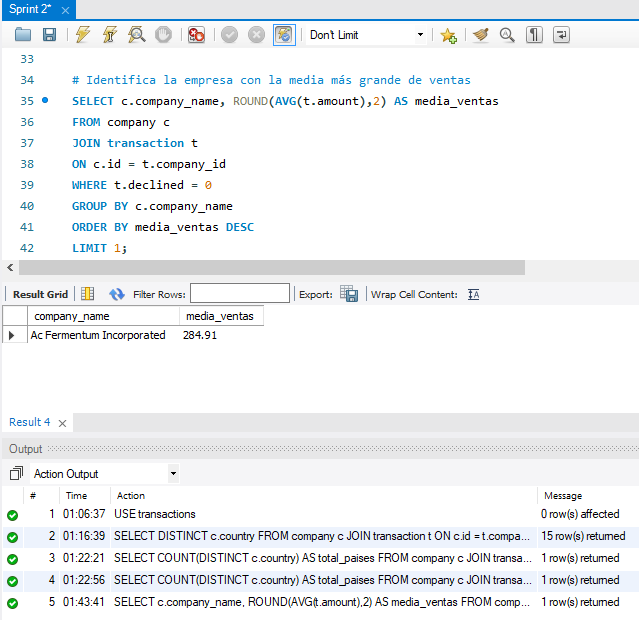 Sprint 2*
Don't Limit
33
34 # Identifica la empresa con la media más grande de ventas
35 SELECT c.company_name, ROUND(AVG(t.amount),2) AS media_ventas
36 FROM company c
37 JOIN transaction t
38 ON c.id = t.company_id
39 WHERE t.declined = 0
40 GROUP BY c.company_name
41 ORDER BY media_ventas DESC
42 LIMIT 1;
Result Grid Filter Rows: Export: Wrap Cell Content:
company_name media_ventas
Ac Fermentum Incorporated 284.91
Result 4
Output
Action Output
# Time Action Message
1 01:06:37 USE transactions 0 row(s) affected
2 01:16:39 SELECT DISTINCT c.country FROM company c JOIN transaction t ON c.id = t.compa... 15 row(s) returned
3 01:22:21 SELECT COUNT(DISTINCT c.country) AS total_paises FROM company c JOIN transa... 1 row(s) returned
4 01:22:56 SELECT COUNT(DISTINCT c.country) AS total_paises FROM company c JOIN transa... 1 row(s) returned
5 01:43:41 SELECT c.company_name, ROUND(AVG(t.amount),2) AS media_ventas FROM comp... 1 row(s) returned